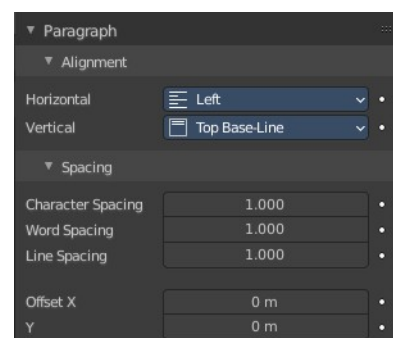 Paragraph
Alignment
Horizontal Left
Vertical Top Base-Line
Spacing
Character Spacing 1.000
Word Spacing 1.000
Line Spacing 1.000
Offset X 0 m
Y 0 m